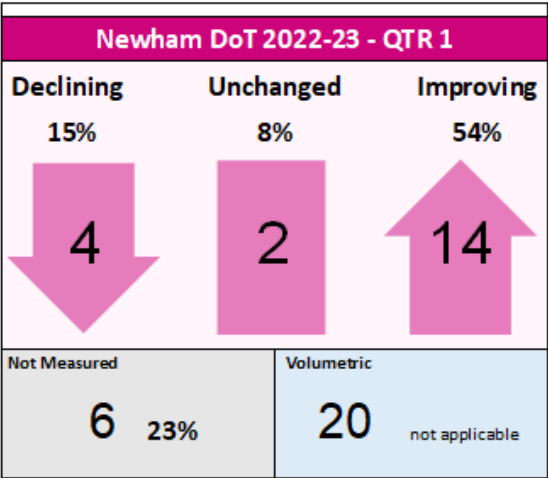 Newham DoT 2022-23 - QTR 1
Declining Unchanged Improving
15% 8% 54%
4 2 14
Not Measured Volumetric
6 23% 20 not applicable